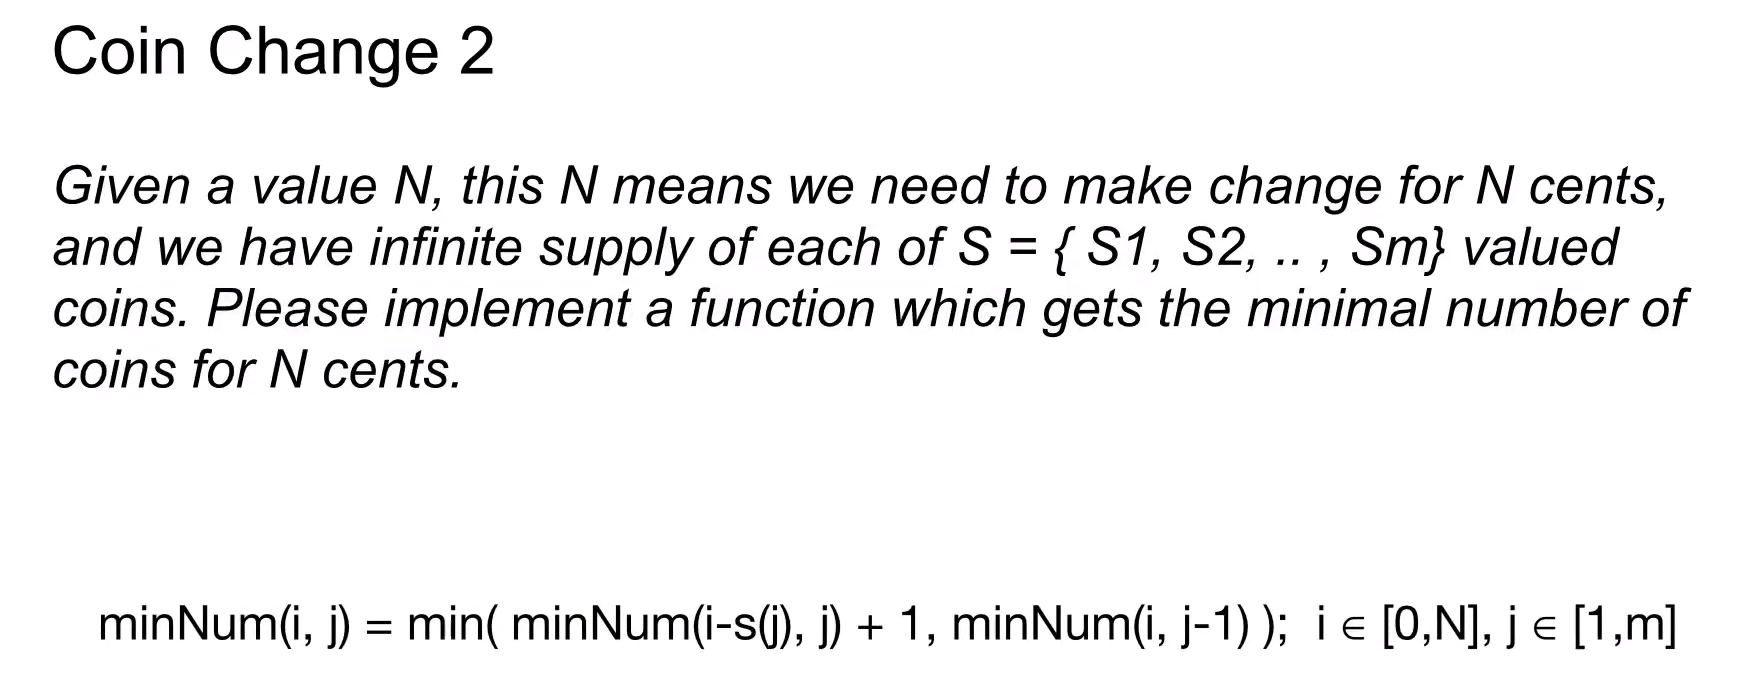 Coin Change 2
Given a value N, this N means we need to make change for N cents,
and we have infinite supply of each of S = { S1, S2, .. , Sm} valued
coins. Please implement a function which gets the minimal number of
coins for N cents.
minNum(i, j) = min( minNum(i-s(j), j) + 1, minNum(i, j-1) );  i ∈ [0,N], j ∈ [1,m]